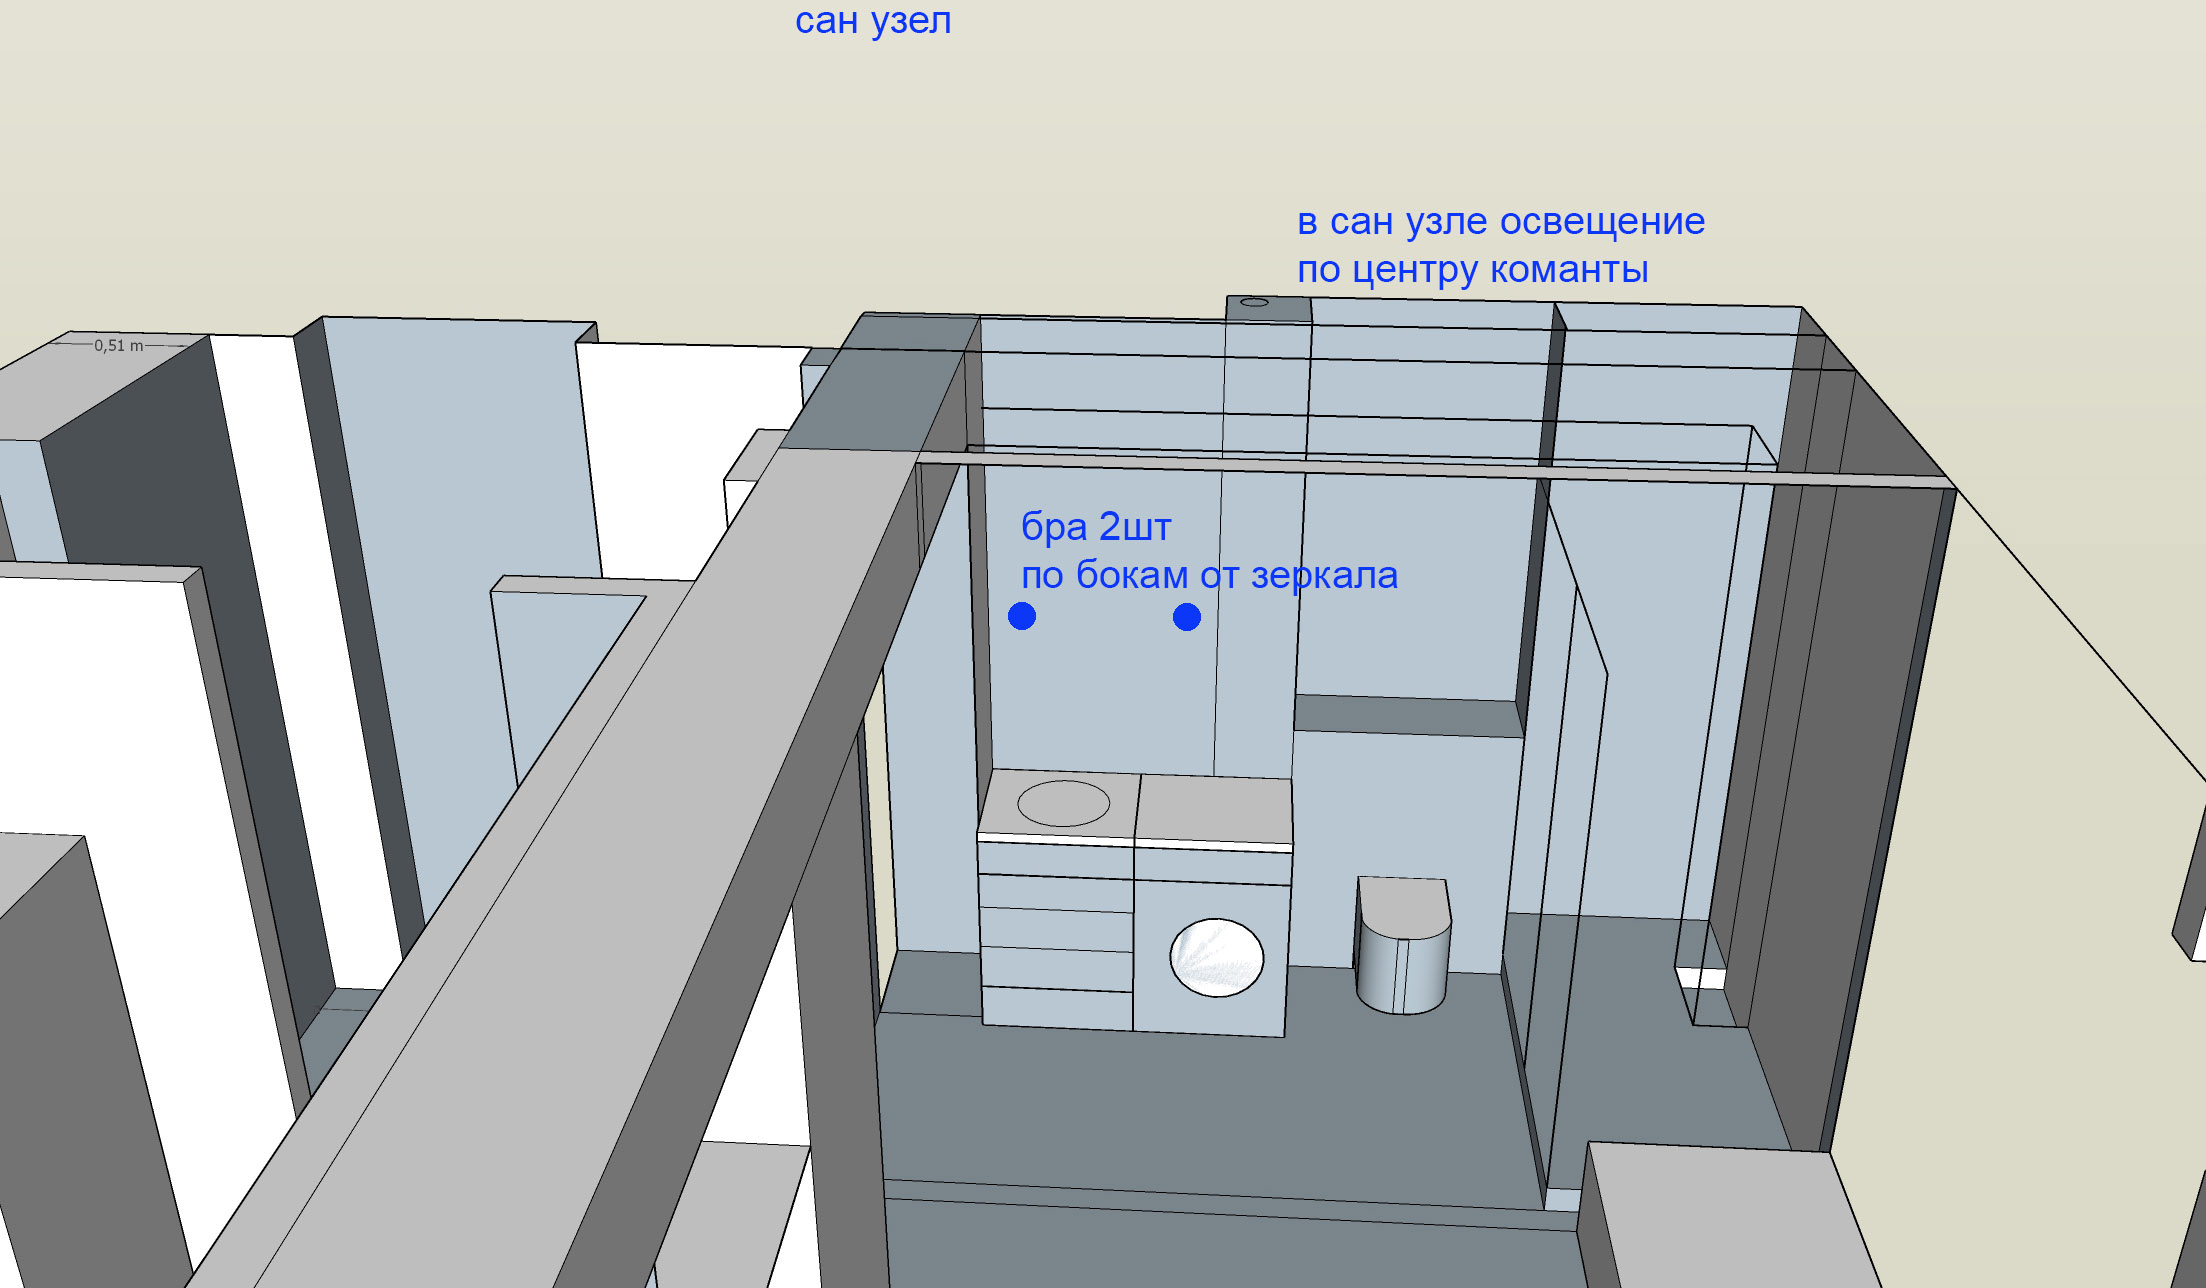 сан узел
в сан узле освещение
по центру команты
0,51 m
бра 2шт
по бокам от зеркала